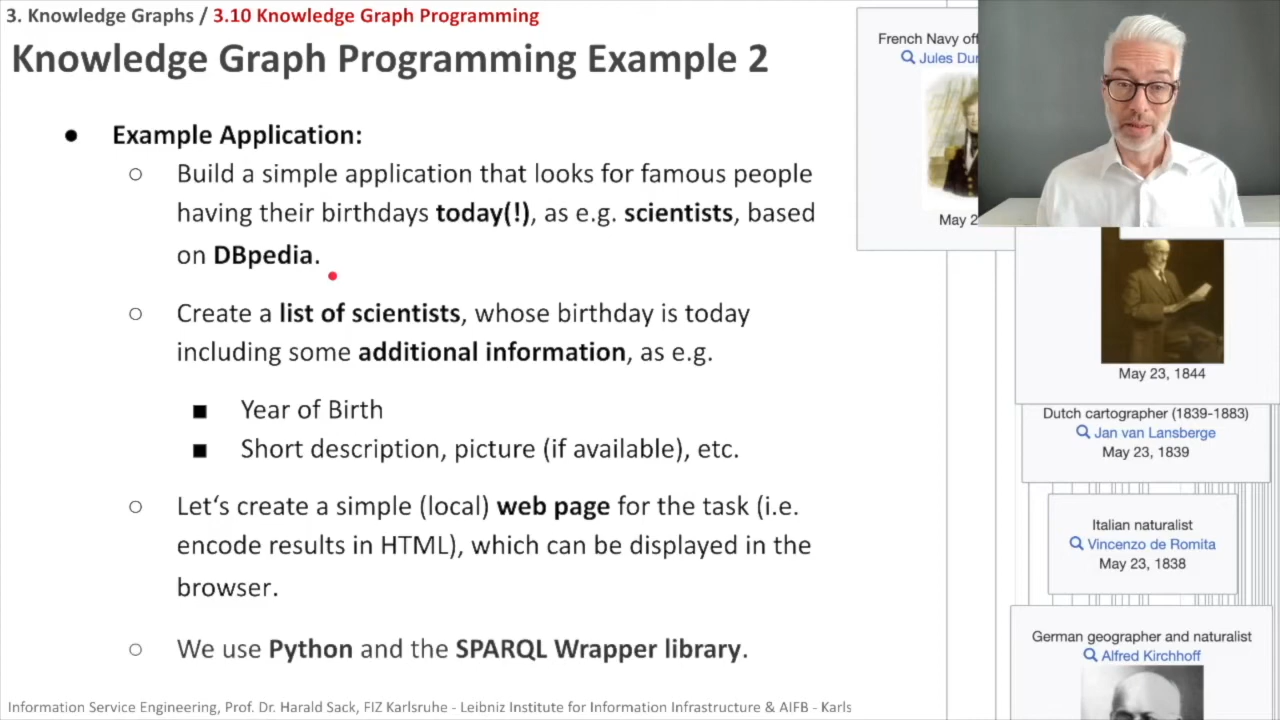 3. Knowledge Graphs / 3.10 Knowledge Graph Programming
Knowledge Graph Programming Example 2
● Example Application:
○ Build a simple application that looks for famous people
having their birthdays today(!), as e.g. scientists, based
on DBpedia.
○ Create a list of scientists, whose birthday is today
including some additional information, as e.g.
■ Year of Birth
■ Short description, picture (if available), etc.
○ Let‘s create a simple (local) web page for the task (i.e.
encode results in HTML), which can be displayed in the
browser.
○ We use Python and the SPARQL Wrapper library.
Information Service Engineering, Prof. Dr. Harald Sack, FIZ Karlsruhe - Leibniz Institute for Information Infrastructure & AIFB - Karls
French Navy
Jules
May
May 23, 1844
Dutch cartographer (1839-1883)
Jan van Lansberge
May 23, 1839
Italian naturalist
Vincenzo de Romita
May 23, 1838
German geographer and naturalist
Alfred Kirchhoff